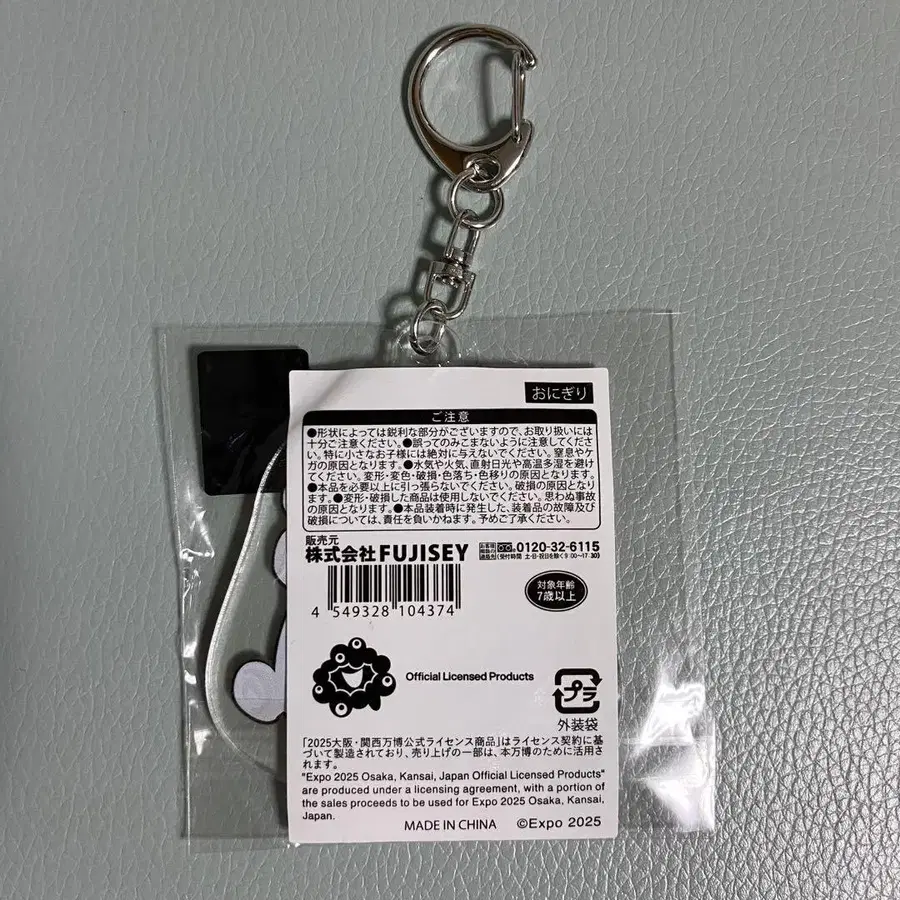 おにぎり
ご注意
●形状によっては鋭利な部分がございますので、お取り扱いには
十分ご注意ください。●誤ってのみこまないように注意してくださ
い。特に小さなお子様には絶対に与えないでください。窒息やケ
ガの原因となります。●水気や火気、直射日光や高温多湿を避け
てください。変形・変色・破損・色落ち・色移りの原因となります。
●本品を必要以上に引っ張らないでください。破損の原因となり
ます。●変形・破損した商品は使用しないでください。思わぬ事故
の原因となります。●本品装着時に発生した、装着品の故障及び
破損については、責任を負いかねます。予めご了承ください。
販売元
株式会社FUJISEY
0120-32-6115
受付時間 土・日・祝日を除く9:00〜17:30
4 549328 104374
対象年齢
7歳以上
Official Licensed Products
プラ
外装袋
「2025大阪・関西万博公式ライセンス商品」はライセンス契約に基
づいて製造されており、売り上げの一部は、本万博のために活用さ
れます。
"Expo 2025 Osaka, Kansai, Japan Official Licensed Products"
are produced under a licensing agreement, with a portion of
the sales proceeds to be used for Expo 2025 Osaka, Kansai,
Japan.
MADE IN CHINA ©Expo 2025